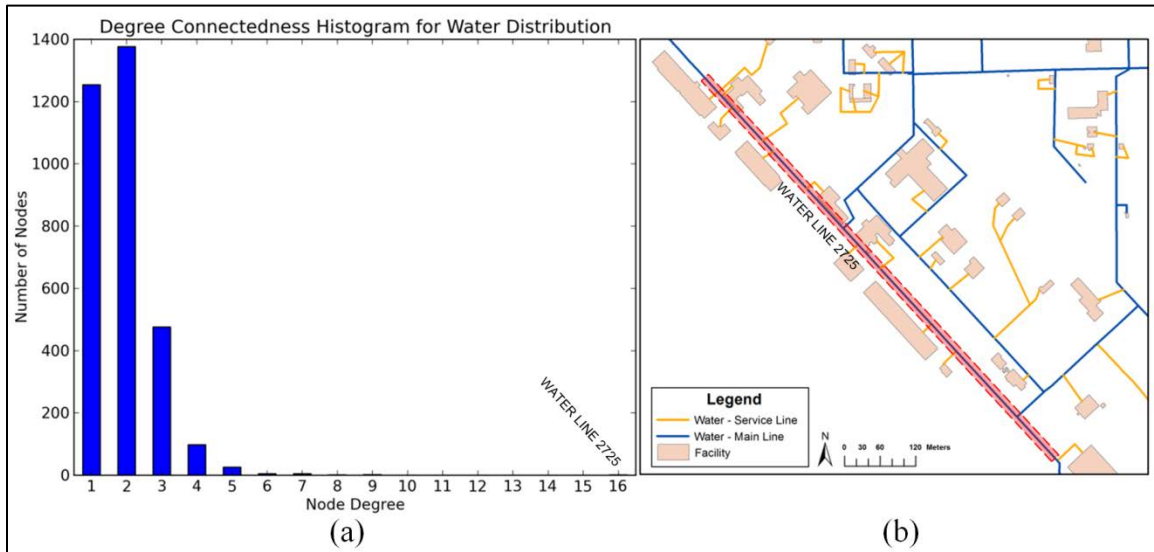 Degree Connectedness Histogram for Water Distribution
Number of Nodes
1400
1200
1000
800
600
400
200
0
1 2 3 4 5 6 7 8 9 10 11 12 13 14 15 16
Node Degree
WATER LINE 2725
(a)
WATER LINE 2725
Legend
Water - Service Line
Water - Main Line
Facility
N
0 30 60 120 Meters
(b)